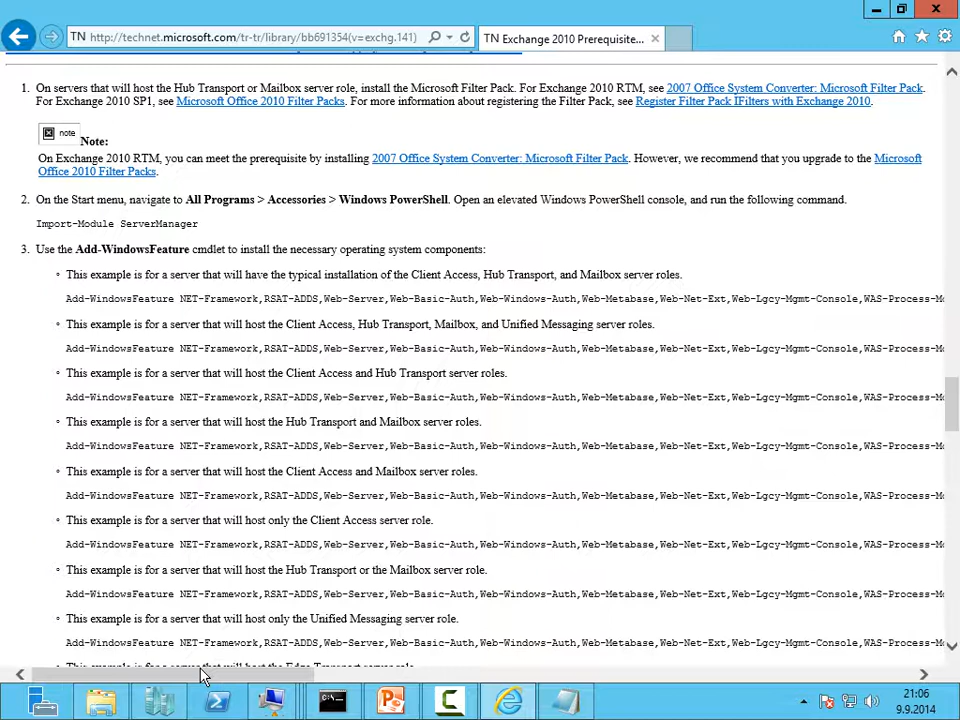 TN http://technet.microsoft.com/tr-tr/library/bb691354(v=exchg.141)
TN Exchange 2010 Prerequisite...
1. On servers that will host the Hub Transport or Mailbox server role, install the Microsoft Filter Pack. For Exchange 2010 RTM, see 2007 Office System Converter: Microsoft Filter Pack.
For Exchange 2010 SP1, see Microsoft Office 2010 Filter Packs. For more information about registering the Filter Pack, see Register Filter Pack IFilters with Exchange 2010.
note Note:
On Exchange 2010 RTM, you can meet the prerequisite by installing 2007 Office System Converter: Microsoft Filter Pack. However, we recommend that you upgrade to the Microsoft
Office 2010 Filter Packs.
2. On the Start menu, navigate to All Programs > Accessories > Windows PowerShell. Open an elevated Windows PowerShell console, and run the following command.
Import-Module ServerManager
3. Use the Add-WindowsFeature cmdlet to install the necessary operating system components:
◦ This example is for a server that will have the typical installation of the Client Access, Hub Transport, and Mailbox server roles.
Add-WindowsFeature NET-Framework,RSAT-ADDS,Web-Server,Web-Basic-Auth,Web-Windows-Auth,Web-Metabase,Web-Net-Ext,Web-Lgcy-Mgmt-Console,WAS-Process-Mo
◦ This example is for a server that will host the Client Access, Hub Transport, Mailbox, and Unified Messaging server roles.
Add-WindowsFeature NET-Framework,RSAT-ADDS,Web-Server,Web-Basic-Auth,Web-Windows-Auth,Web-Metabase,Web-Net-Ext,Web-Lgcy-Mgmt-Console,WAS-Process-Mo
◦ This example is for a server that will host the Client Access and Hub Transport server roles.
Add-WindowsFeature NET-Framework,RSAT-ADDS,Web-Server,Web-Basic-Auth,Web-Windows-Auth,Web-Metabase,Web-Net-Ext,Web-Lgcy-Mgmt-Console,WAS-Process-Mo
◦ This example is for a server that will host the Hub Transport and Mailbox server roles.
Add-WindowsFeature NET-Framework,RSAT-ADDS,Web-Server,Web-Basic-Auth,Web-Windows-Auth,Web-Metabase,Web-Net-Ext,Web-Lgcy-Mgmt-Console,WAS-Process-Mo
◦ This example is for a server that will host the Client Access and Mailbox server roles.
Add-WindowsFeature NET-Framework,RSAT-ADDS,Web-Server,Web-Basic-Auth,Web-Windows-Auth,Web-Metabase,Web-Net-Ext,Web-Lgcy-Mgmt-Console,WAS-Process-Mo
◦ This example is for a server that will host only the Client Access server role.
Add-WindowsFeature NET-Framework,RSAT-ADDS,Web-Server,Web-Basic-Auth,Web-Windows-Auth,Web-Metabase,Web-Net-Ext,Web-Lgcy-Mgmt-Console,WAS-Process-Mo
◦ This example is for a server that will host the Hub Transport or the Mailbox server role.
Add-WindowsFeature NET-Framework,RSAT-ADDS,Web-Server,Web-Basic-Auth,Web-Windows-Auth,Web-Metabase,Web-Net-Ext,Web-Lgcy-Mgmt-Console,WAS-Process-Mo
◦ This example is for a server that will host only the Unified Messaging server role.
Add-WindowsFeature NET-Framework,RSAT-ADDS,Web-Server,Web-Basic-Auth,Web-Windows-Auth,Web-Metabase,Web-Net-Ext,Web-Lgcy-Mgmt-Console,WAS-Process-Mo
This example is for a server that will host the Edge Transport server role.
21:06
9.9.2014